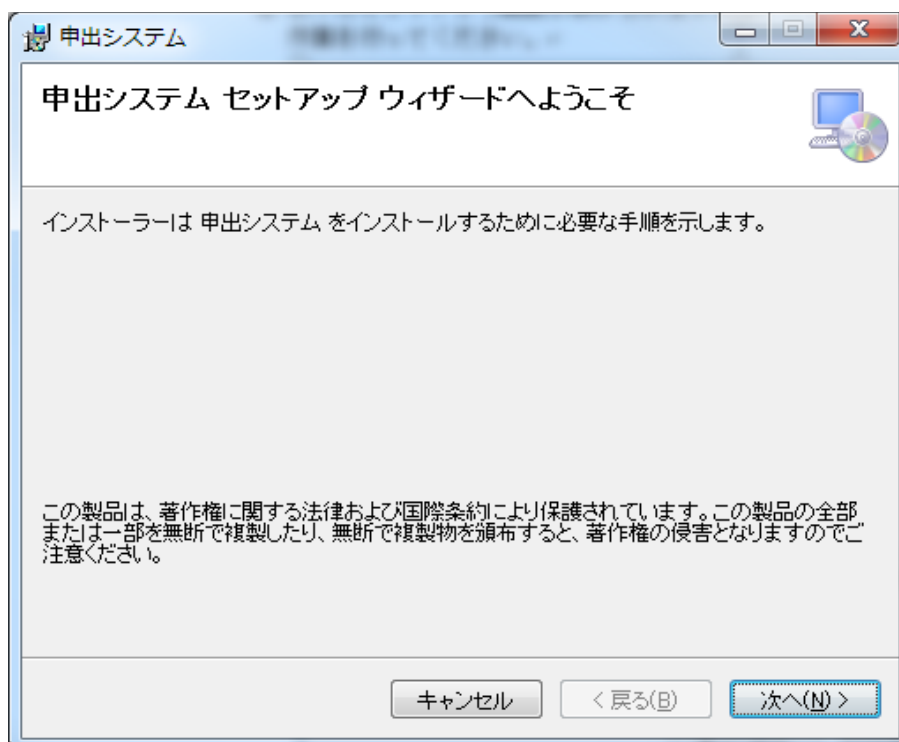 申出システム
申出システム セットアップ ウィザードへようこそ
インストーラーは 申出システム をインストールするために必要な手順を示します。
この製品は、著作権に関する法律および国際条約により保護されています。この製品の全部
または一部を無断で複製したり、無断で複製物を頒布すると、著作権の侵害となりますのでご
注意ください。
キャンセル
< 戻る(B)
次へ(N) >